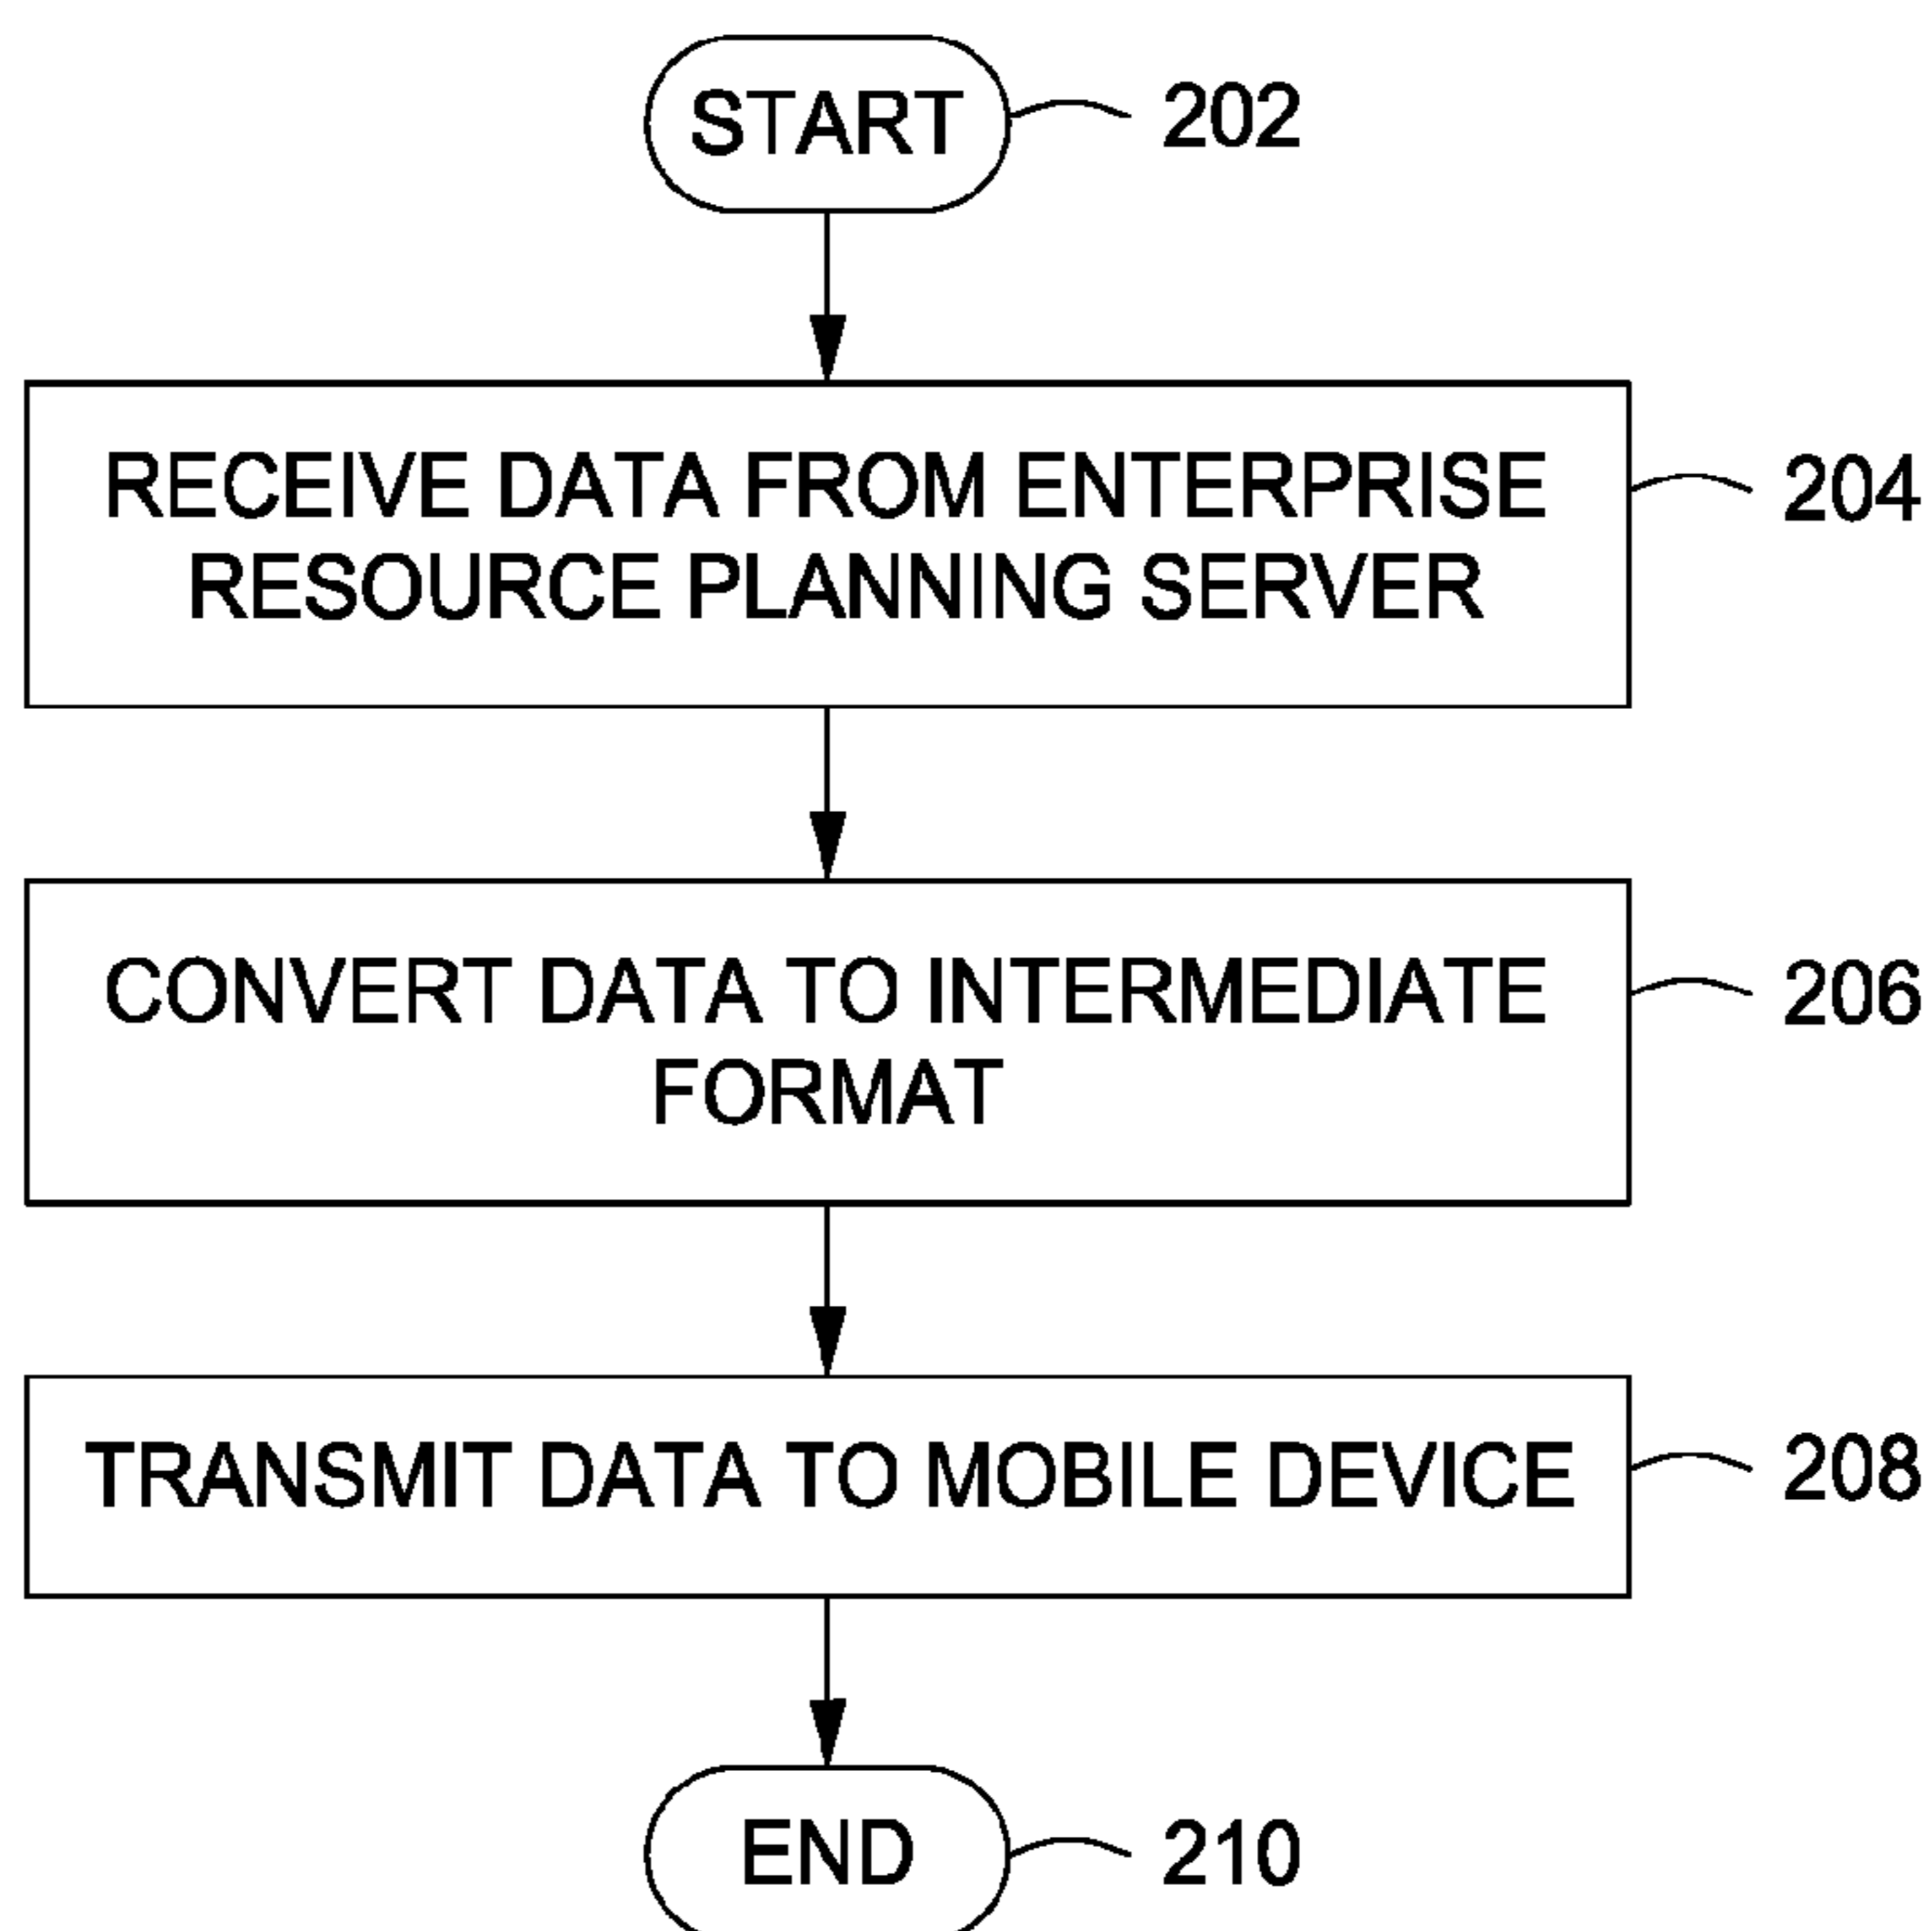 START
202
RECEIVE DATA FROM ENTERPRISE
RESOURCE PLANNING SERVER
204
CONVERT DATA TO INTERMEDIATE
FORMAT
206
TRANSMIT DATA TO MOBILE DEVICE
208
END
210